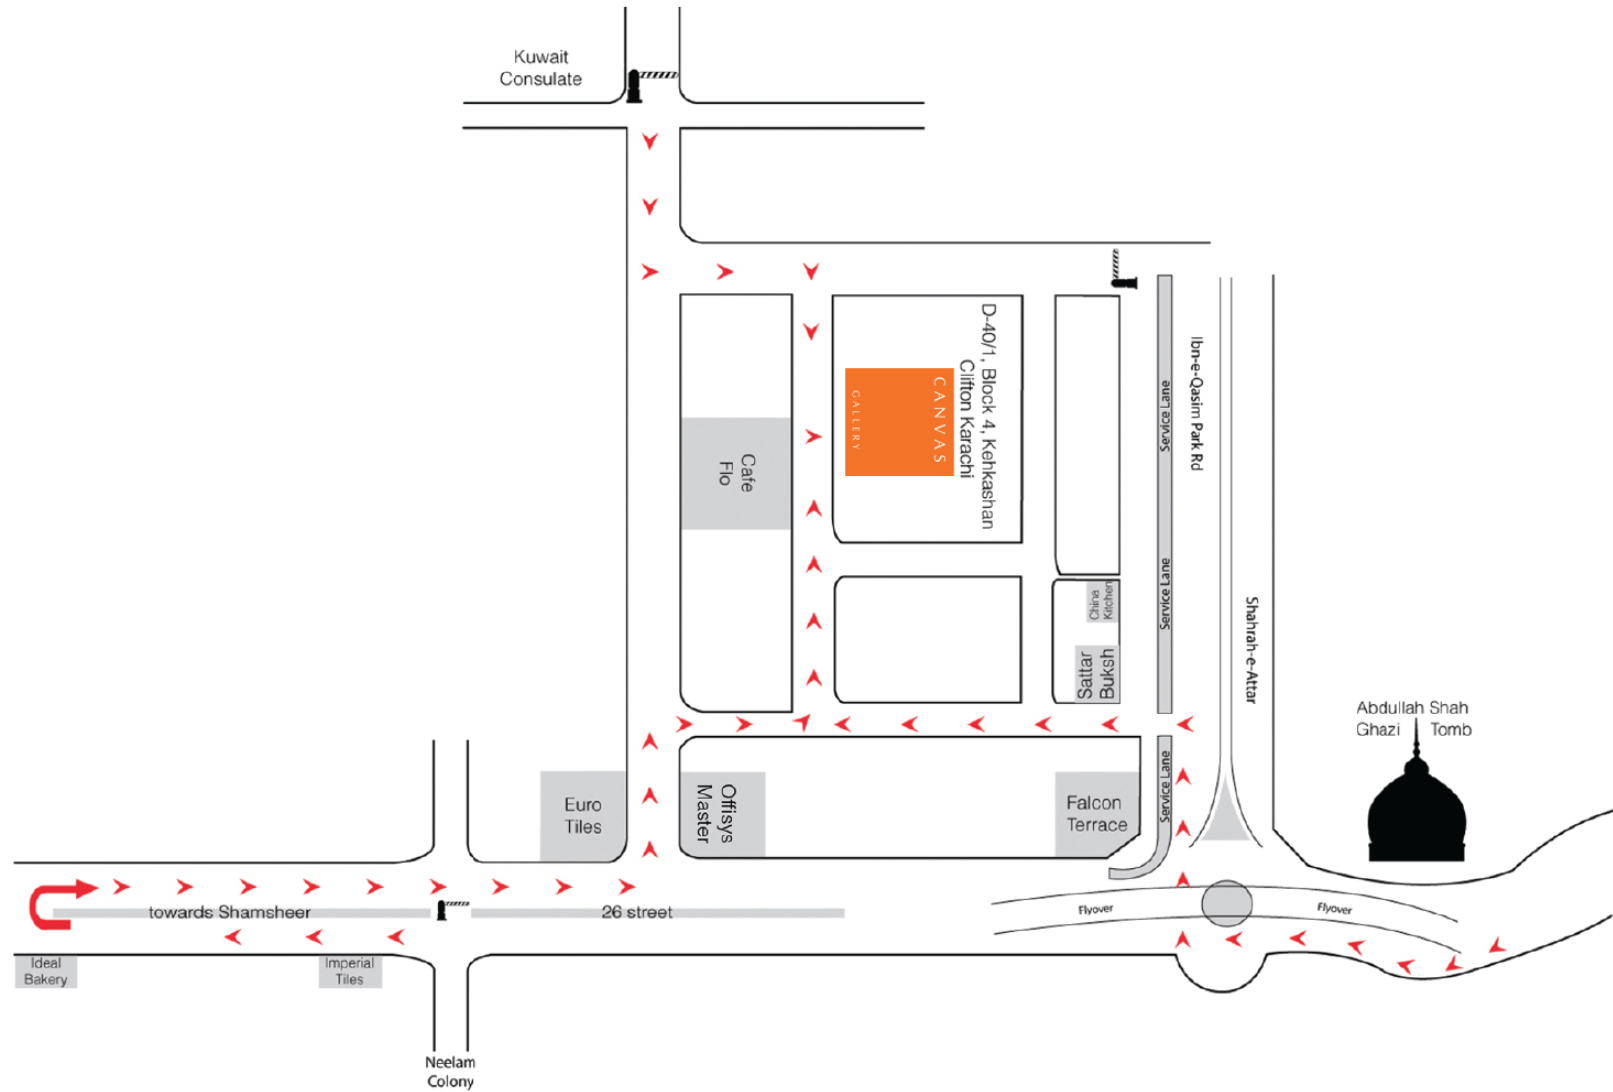 Kuwait
Consulate
D-40/1, Block 4, Kehkashan
Clifton Karachi
CANVAS
GALLERY
Cafe
Flo
Service Lane
Ibn-e-Qasim Park Rd
Service Lane
China
Kitchen
Sattar
Buksh
Shahrah-e-Attar
Abdullah Shah
Ghazi Tomb
Euro
Tiles
Offisys
Master
Falcon
Terrace
Service Lane
towards Shamsheer
26 street
Flyover
Flyover
Ideal
Bakery
Imperial
Tiles
Neelam
Colony